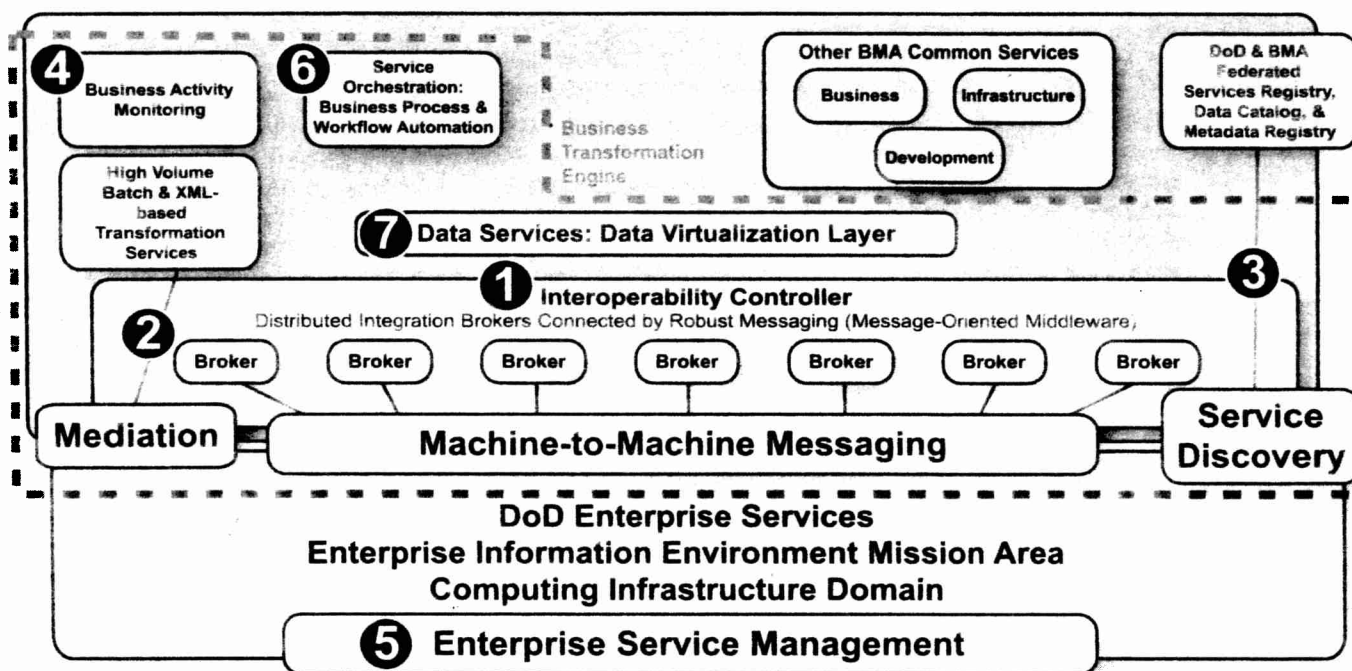 4
Business Activity
Monitoring
6
Service
Orchestration:
Business Process &
Workflow Automation
Business
Transformation
Engine
Other BMA Common Services
Business
Infrastructure
Development
DoD & BMA
Federated
Services Registry,
Data Catalog, &
Metadata Registry
High Volume
Batch & XML-
based
Transformation
Services
7 Data Services: Data Virtualization Layer
1
Interoperability Controller
3
Distributed Integration Brokers Connected by Robust Messaging (Message-Oriented Middleware)
2
Broker
Broker
Broker
Broker
Broker
Broker
Broker
Mediation
Machine-to-Machine Messaging
Service
Discovery
DoD Enterprise Services
Enterprise Information Environment Mission Area
Computing Infrastructure Domain
5 Enterprise Service Management